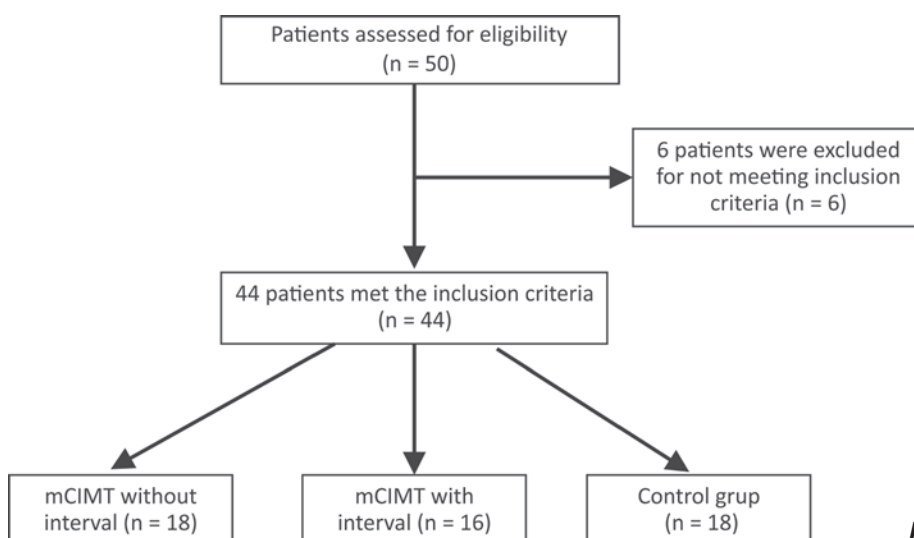 Patients assessed for eligibility
(n = 50)
6 patients were excluded
for not meeting inclusion
criteria (n = 6)
44 patients met the inclusion criteria
(n = 44)
mCIMT without
interval (n = 18)
mCIMT with
interval (n = 16)
Control grup
(n = 18)